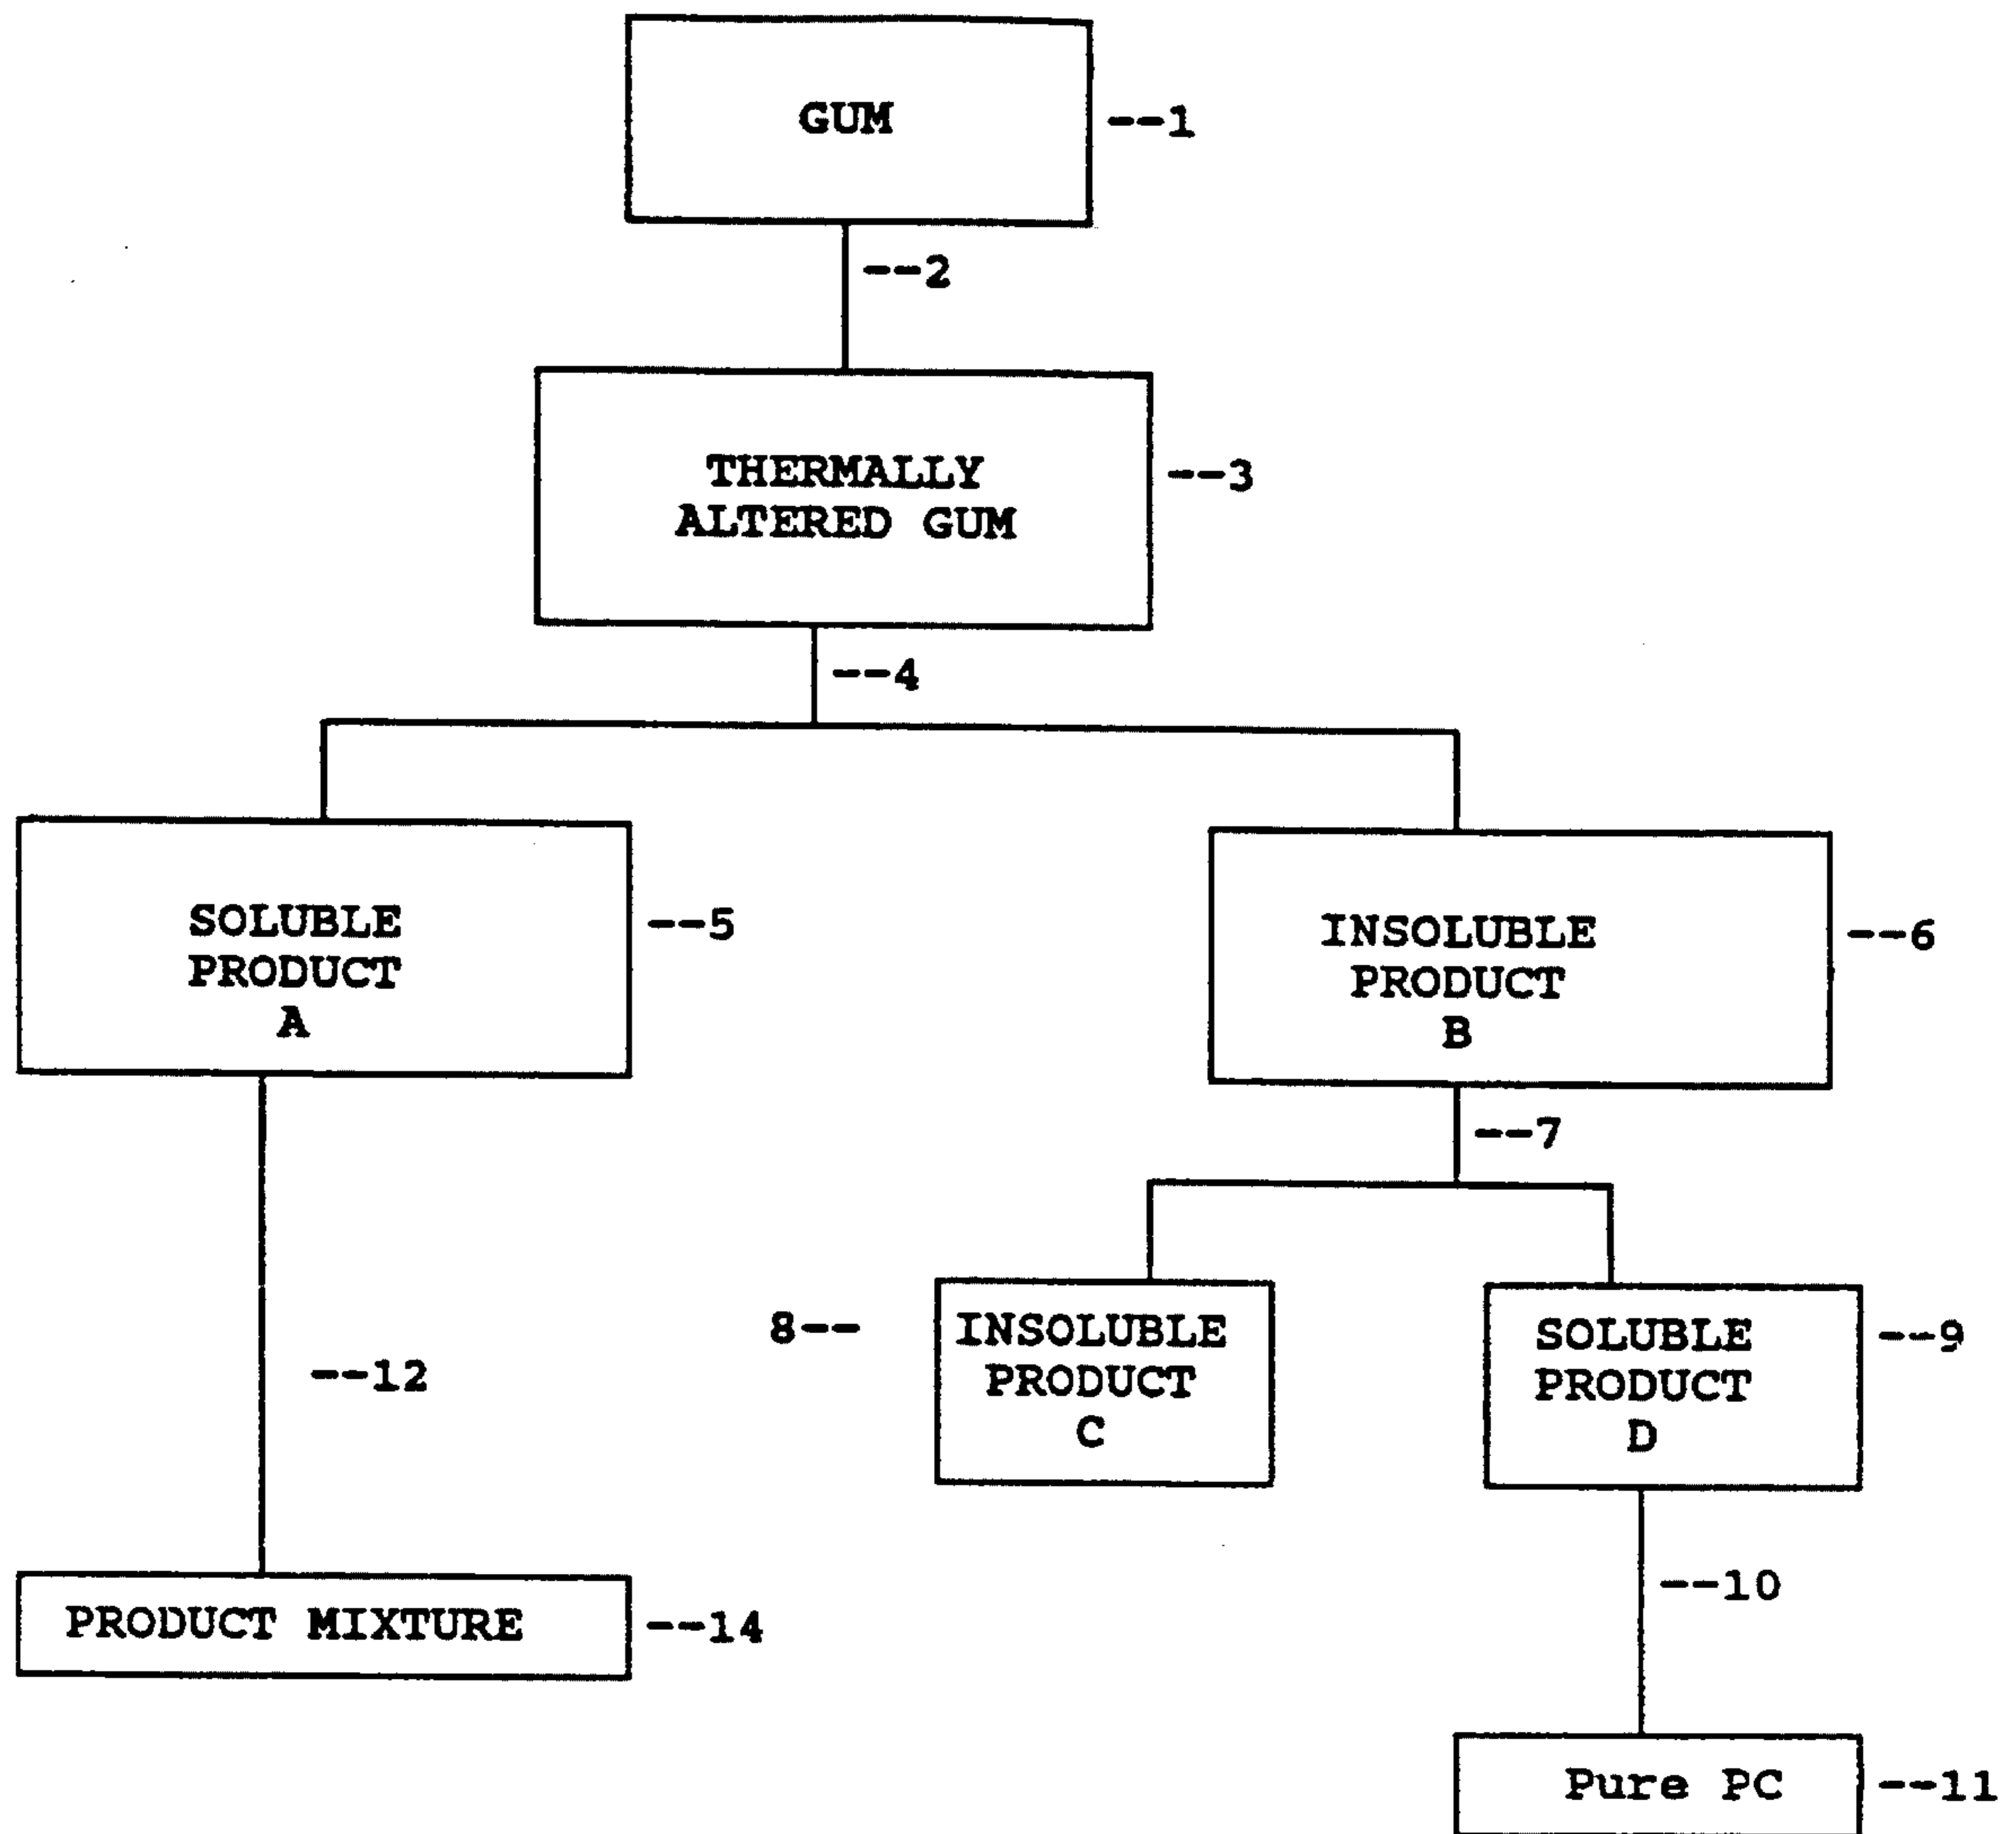 GUM
--1
--2
THERMALLY
ALTERED GUM
--3
--4
SOLUBLE
PRODUCT
A
--5
INSOLUBLE
PRODUCT
B
--6
--7
8--
INSOLUBLE
PRODUCT
C
SOLUBLE
PRODUCT
D
--9
--12
--10
PRODUCT MIXTURE
--14
Pure PC
--11